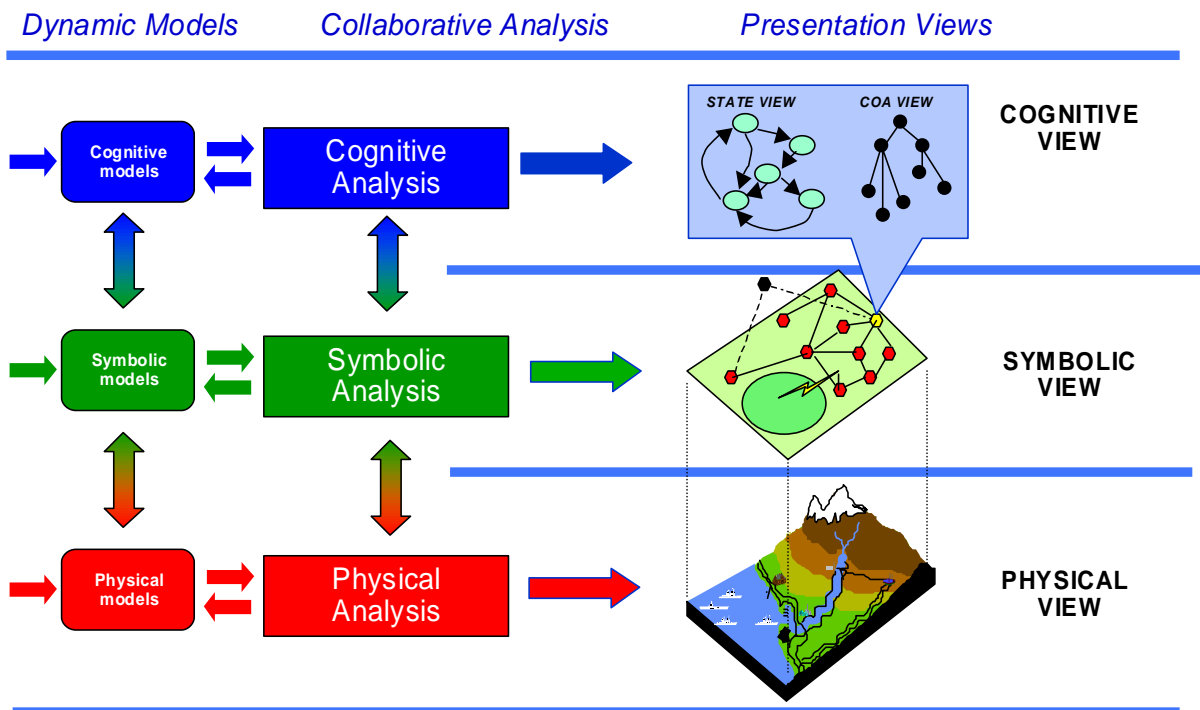 Dynamic Models
Collaborative Analysis
Presentation Views
Cognitive
models
Cognitive
Analysis
STATE VIEW
COA VIEW
COGNITIVE
VIEW
Symbolic
models
Symbolic
Analysis
SYMBOLIC
VIEW
Physical
models
Physical
Analysis
PHYSICAL
VIEW